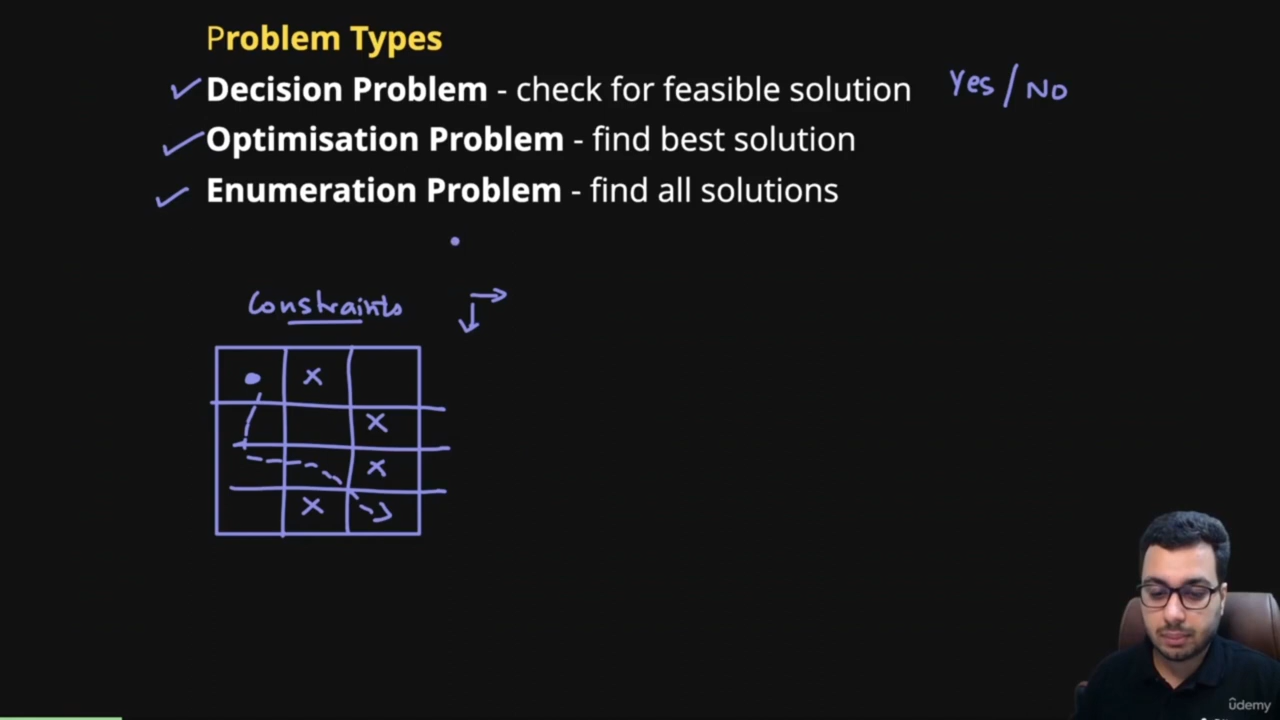 Problem Types
Decision Problem - check for feasible solution Yes / No
Optimisation Problem - find best solution
Enumeration Problem - find all solutions
Constraints
x
x
x
x
ûdemy